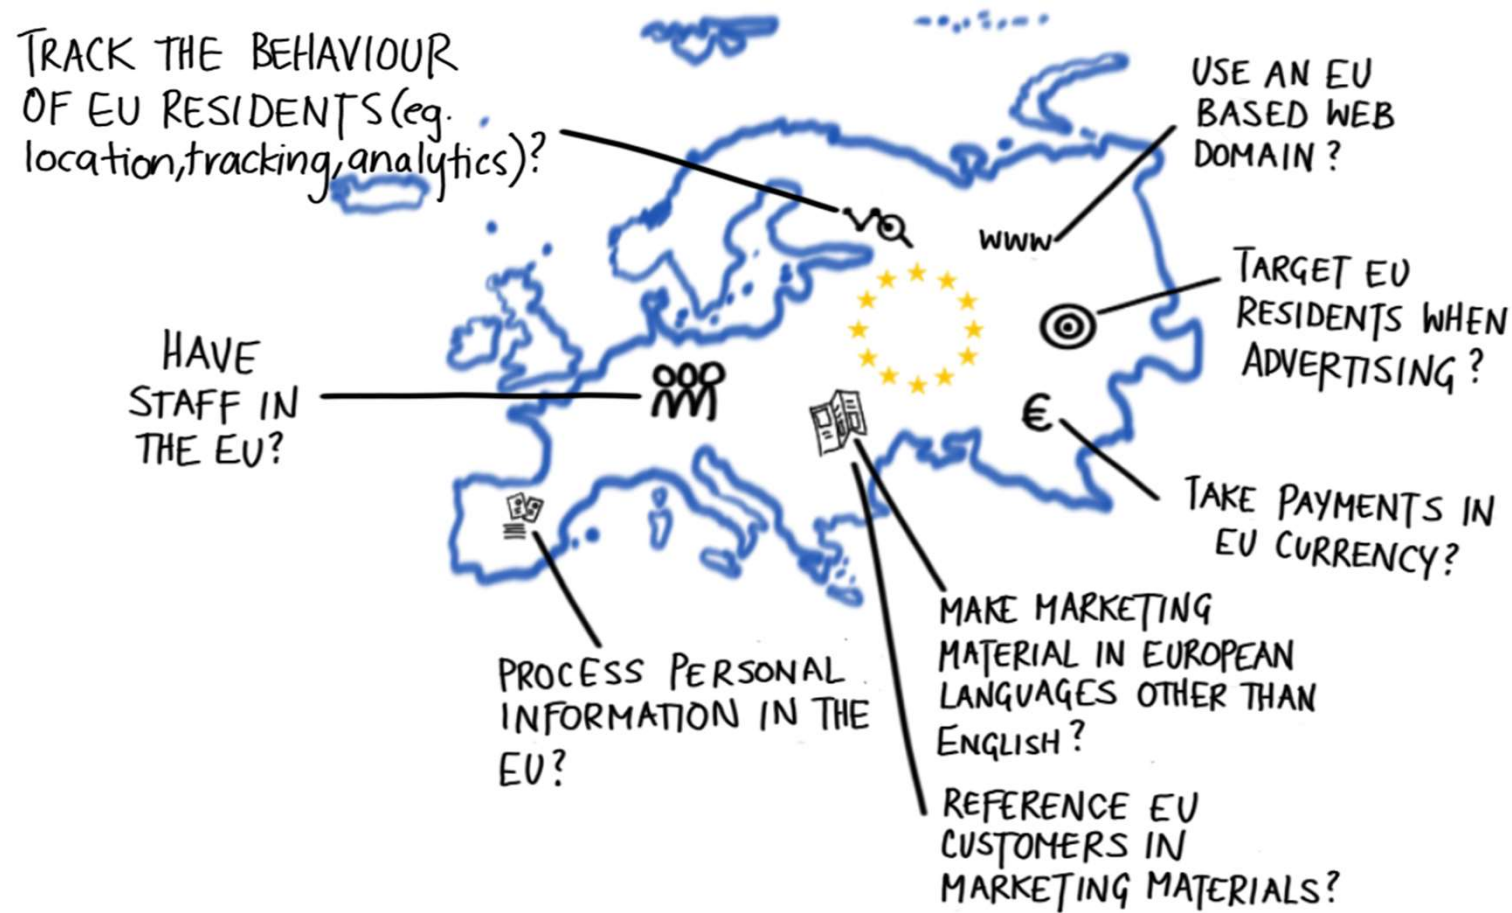 TRACK THE BEHAVIOUR
OF EU RESIDENTS (eg.
location, tracking, analytics)?
USE AN EU
BASED WEB
DOMAIN?
www
TARGET EU
RESIDENTS WHEN
ADVERTISING?
HAVE
STAFF IN
THE EU?
€
TAKE PAYMENTS IN
EU CURRENCY?
PROCESS PERSONAL
INFORMATION IN THE
EU?
MAKE MARKETING
MATERIAL IN EUROPEAN
LANGUAGES OTHER THAN
ENGLISH?
REFERENCE EU
CUSTOMERS IN
MARKETING MATERIALS?